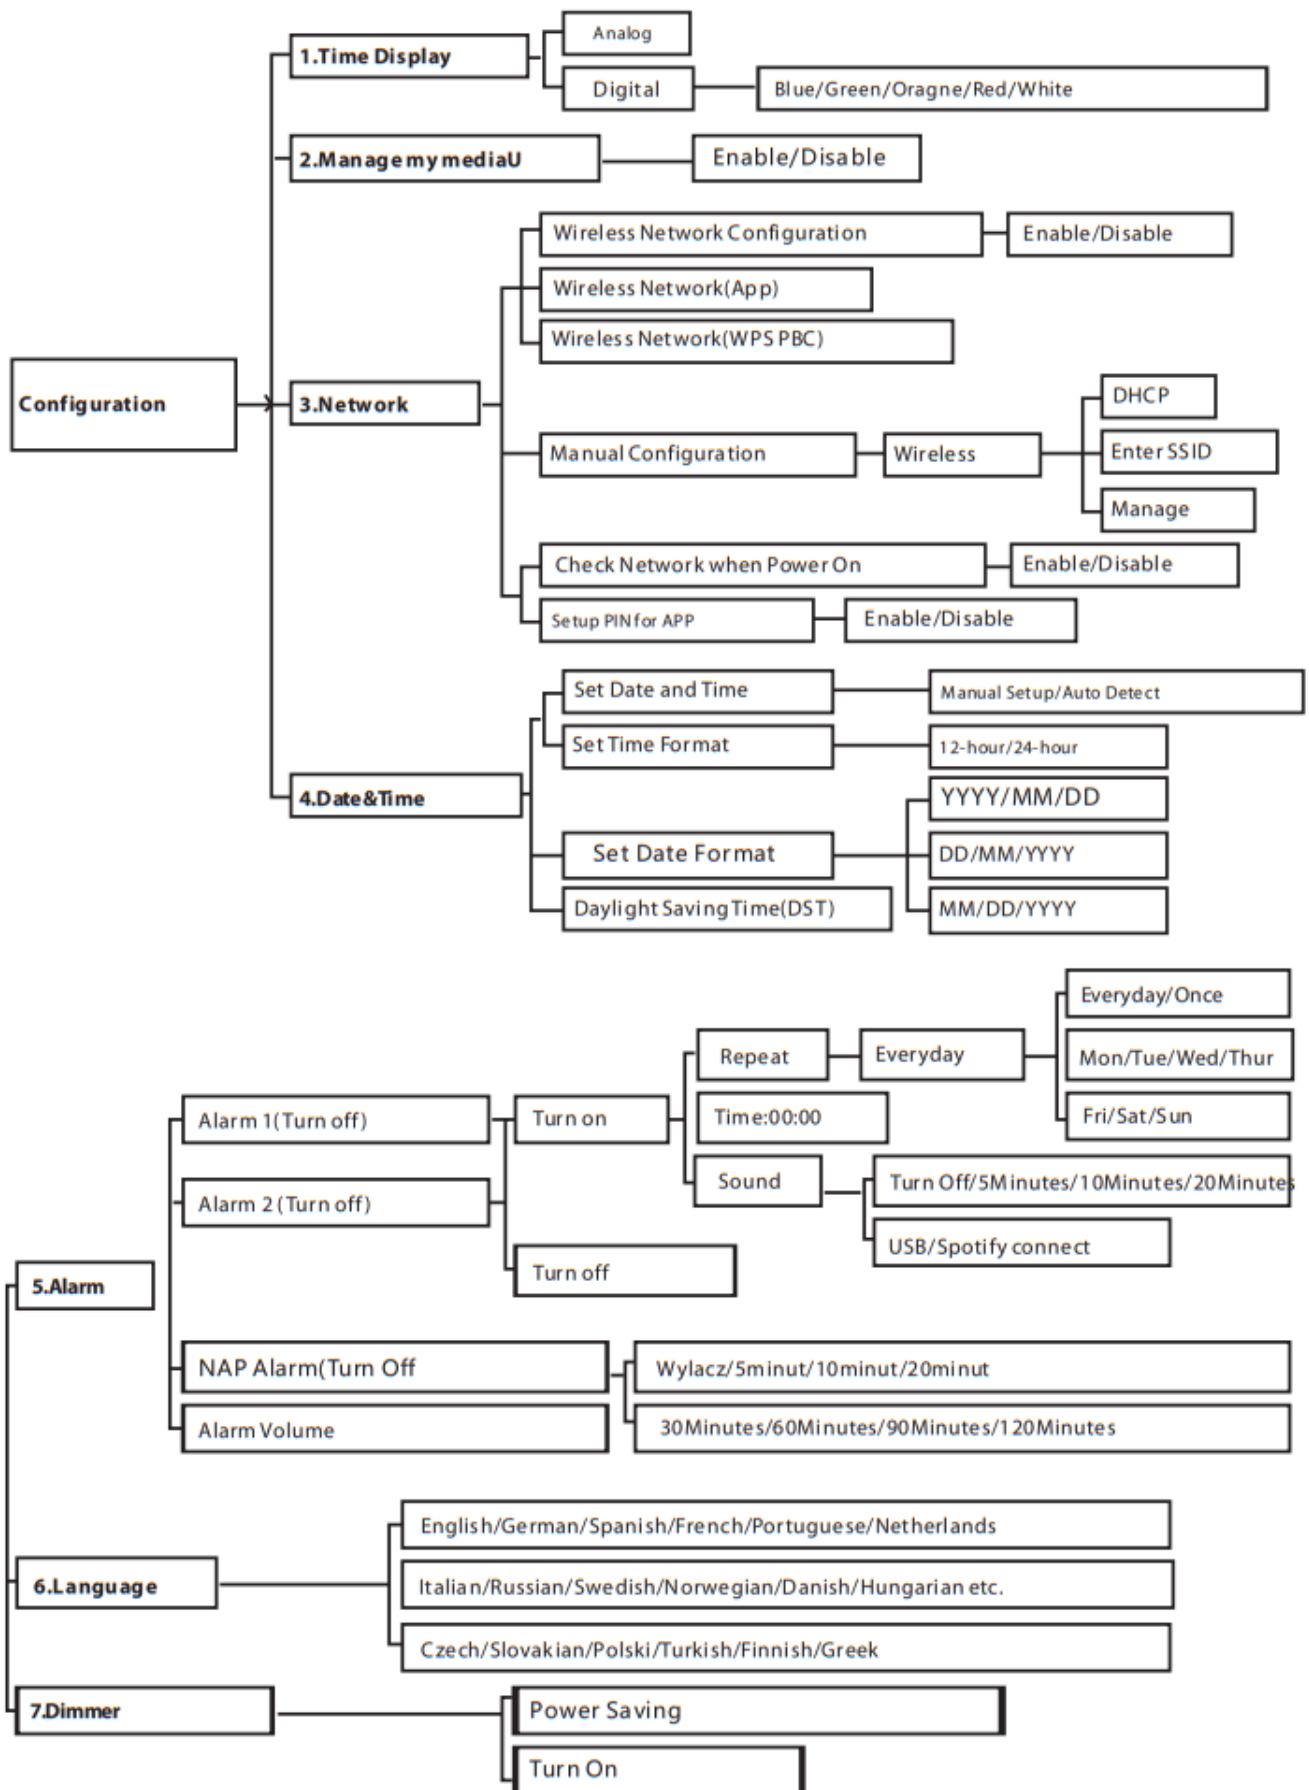 1.Time Display
Analog
Digital
Blue/Green/Oragne/Red/White
2.Manage my mediaU
Enable/Disable
Configuration
3.Network
Wireless Network Configuration
Enable/Disable
Wireless Network(App)
Wireless Network(WPS PBC)
Manual Configuration
Wireless
DHCP
Enter SSID
Manage
Check Network when Power On
Enable/Disable
Setup PIN for APP
Enable/Disable
4.Date&Time
Set Date and Time
Manual Setup/Auto Detect
Set Time Format
12-hour/24-hour
Set Date Format
YYYY/MM/DD
DD/MM/YYYY
MM/DD/YYYY
Daylight Saving Time(DST)
5.Alarm
Alarm 1(Turn off)
Alarm 2 (Turn off)
Turn on
Repeat
Everyday
Everyday/Once
Mon/Tue/Wed/Thur
Fri/Sat/Sun
Time:00:00
Sound
Turn Off/5Minutes/10Minutes/20Minutes
USB/Spotify connect
Turn off
NAP Alarm(Turn Off
Wylacz/5minut/10minut/20minut
30Minutes/60Minutes/90Minutes/120Minutes
Alarm Volume
6.Language
English/German/Spanish/French/Portuguese/Netherlands
Italian/Russian/Swedish/Norwegian/Danish/Hungarian etc.
Czech/Slovakian/Polski/Turkish/Finnish/Greek
7.Dimmer
Power Saving
Turn On